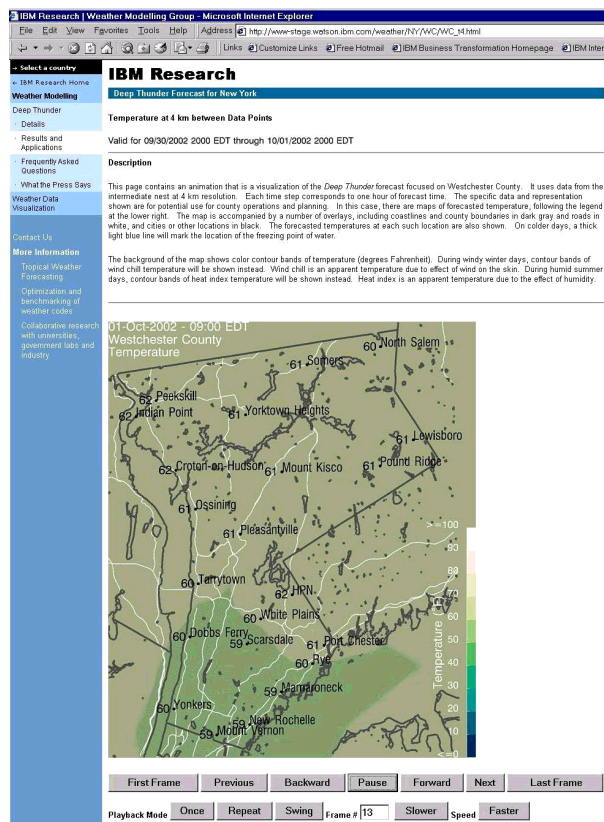 IBM Research | Weather Modelling Group - Microsoft Internet Explorer
File Edit View Favorites Tools Help Address http://www-stage.watson.ibm.com/weather/NY/WC/WC_t4.html
Links Customize Links Free Hotmail IBM Business Transformation Homepage IBM Inter
Select a country
IBM Research Home
Weather Modelling
Deep Thunder
Details
Results and
Applications
Frequently Asked
Questions
What the Press Says
Weather Data
Visualization
Contact Us
More Information
Tropical Weather
Forecasting
Optimization and
benchmarking of
weather codes
Collaborative research
with universities,
government labs and
industry.
IBM Research
Deep Thunder Forecast for New York
Temperature at 4 km between Data Points
Valid for 09/30/2002 2000 EDT through 10/01/2002 2000 EDT
Description
This page contains an animation that is a visualization of the Deep Thunder forecast focused on Westchester County. It uses data from the
intermediate nest at 4 km resolution. Each time step corresponds to one hour of forecast time. The specific data and representation
shown are for potential use for county operations and planning. In this case, there are maps of forecasted temperature, following the legend
at the lower right. The map is accompanied by a number of overlays, including coastlines and county boundaries in dark gray and roads in
white, and cities or other locations in black. The forecasted temperatures at each such location are also shown. On colder days, a thick
light blue line will mark the location of the freezing point of water.
The background of the map shows color contour bands of temperature (degrees Fahrenheit). During windy winter days, contour bands of
wind chill temperature will be shown instead. Wind chill is an apparent temperature due to effect of wind on the skin. During humid summer
days, contour bands of heat index temperature will be shown instead. Heat index is an apparent temperature due to the effect of humidity.
01-Oct-2002 - 09:00 EDT
Westchester County
Temperature
60 North Salem
61 Somers
62 Peekskill
62 Indian Point
61 Yorktown Heights
61 Lewisboro
62 Croton-on-Hudson
61 Mount Kisco
61 Pound Ridge
61 Ossining
61 Pleasantville
60 Tarrytown
62 HPN
60 White Plains
60 Dobbs Ferry
59 Scarsdale
61 Port Chester
60 Rye
59 Mamaroneck
60 Yonkers
59 New Rochelle
59 Mount Vernon
>=100
90
80
70
60
50
40
30
20
10
<=0
Temperature (°F)
First Frame Previous Backward Pause Forward Next Last Frame
Playback Mode Once Repeat Swing Frame # 13 Slower Speed Faster